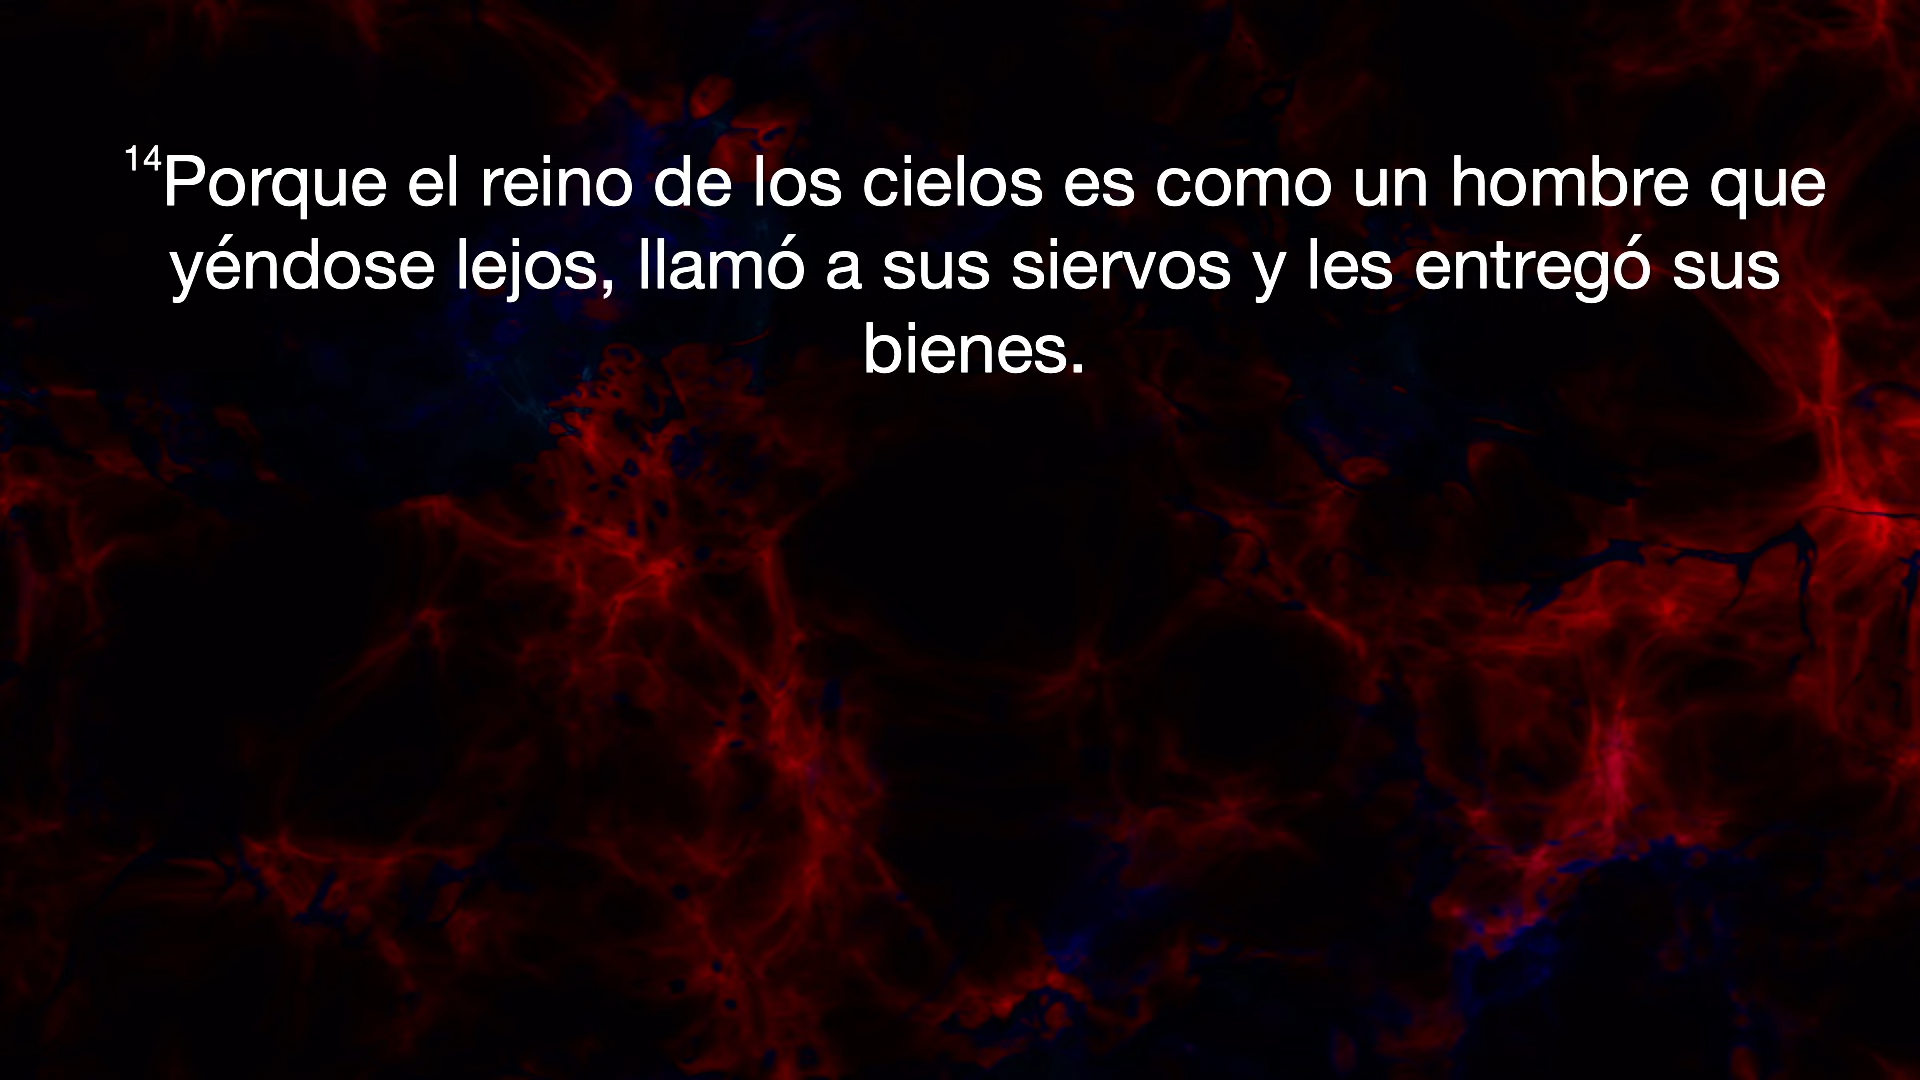 14Porque el reino de los cielos es como un hombre que
yéndose lejos, llamó a sus siervos y les entregó sus
bienes.